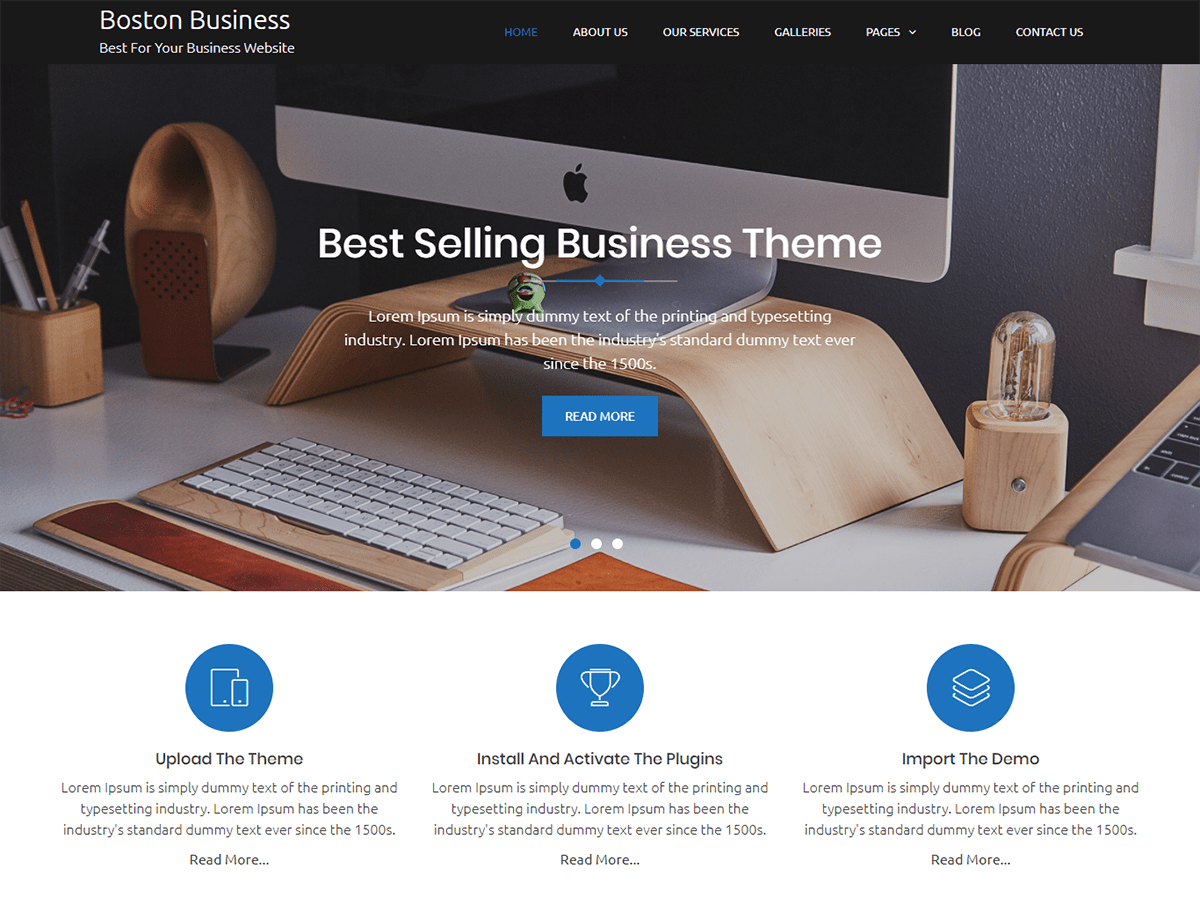 Boston Business
Best For Your Business Website
HOME ABOUT US OUR SERVICES GALLERIES PAGES BLOG CONTACT US
Best Selling Business Theme
Lorem Ipsum is simply dummy text of the printing and typesetting
industry. Lorem Ipsum has been the industry's standard dummy text ever
since the 1500s.
READ MORE
Upload The Theme
Lorem Ipsum is simply dummy text of the printing and
typesetting industry. Lorem Ipsum has been the
industry's standard dummy text ever since the 1500s.
Read More...
Install And Activate The Plugins
Lorem Ipsum is simply dummy text of the printing and
typesetting industry. Lorem Ipsum has been the
industry's standard dummy text ever since the 1500s.
Read More...
Import The Demo
Lorem Ipsum is simply dummy text of the printing and
typesetting industry. Lorem Ipsum has been the
industry's standard dummy text ever since the 1500s.
Read More...